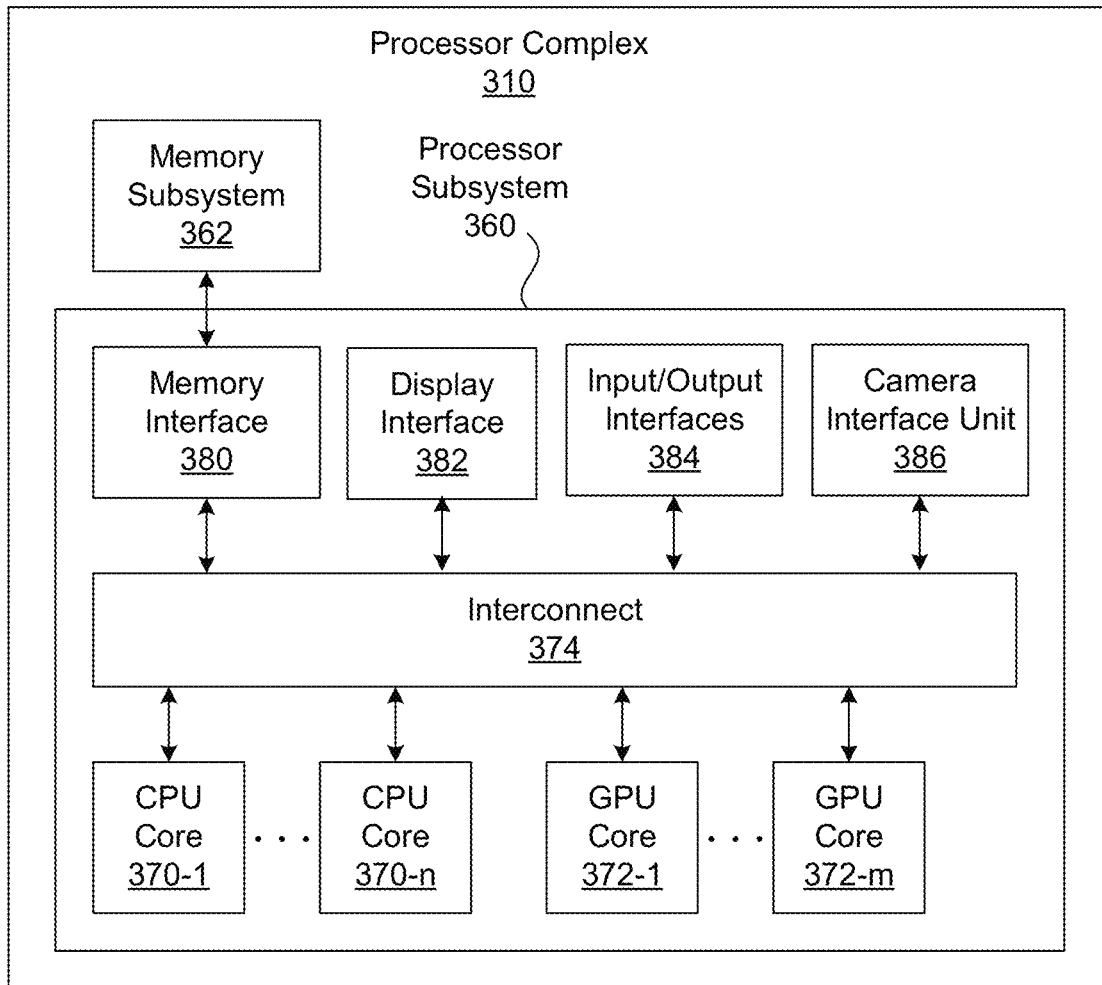 Processor Complex
310
Memory
Subsystem
362
Processor
Subsystem
360
Memory
Interface
380
Display
Interface
382
Input/Output
Interfaces
384
Camera
Interface Unit
386
Interconnect
374
CPU
Core
370-1
. . .
CPU
Core
370-n
GPU
Core
372-1
. . .
GPU
Core
372-m